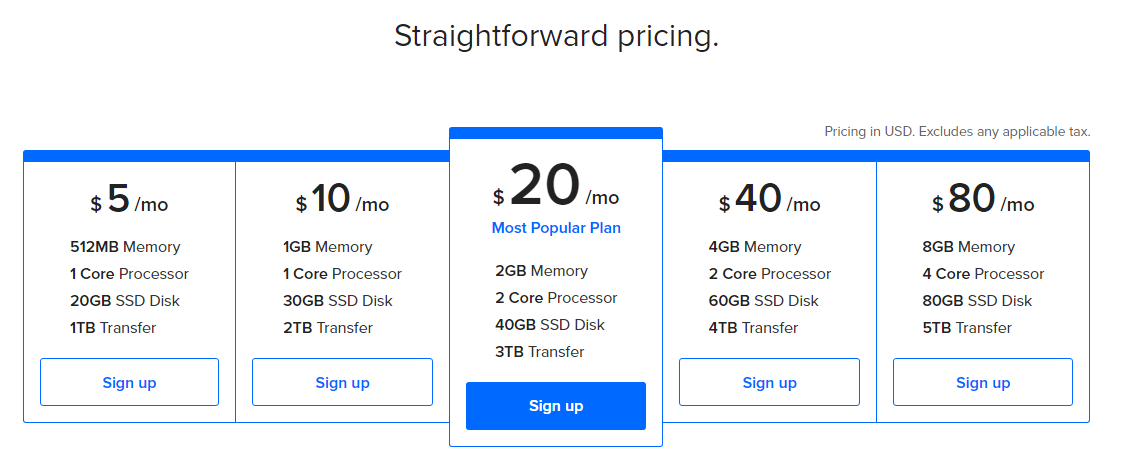 Straightforward pricing.
Pricing in USD. Excludes any applicable tax.
$5/mo
512MB Memory
1 Core Processor
20GB SSD Disk
1TB Transfer
Sign up
$10/mo
1GB Memory
1 Core Processor
30GB SSD Disk
2TB Transfer
Sign up
$20/mo
Most Popular Plan
2GB Memory
2 Core Processor
40GB SSD Disk
3TB Transfer
Sign up
$40/mo
4GB Memory
2 Core Processor
60GB SSD Disk
4TB Transfer
Sign up
$80/mo
8GB Memory
4 Core Processor
80GB SSD Disk
5TB Transfer
Sign up